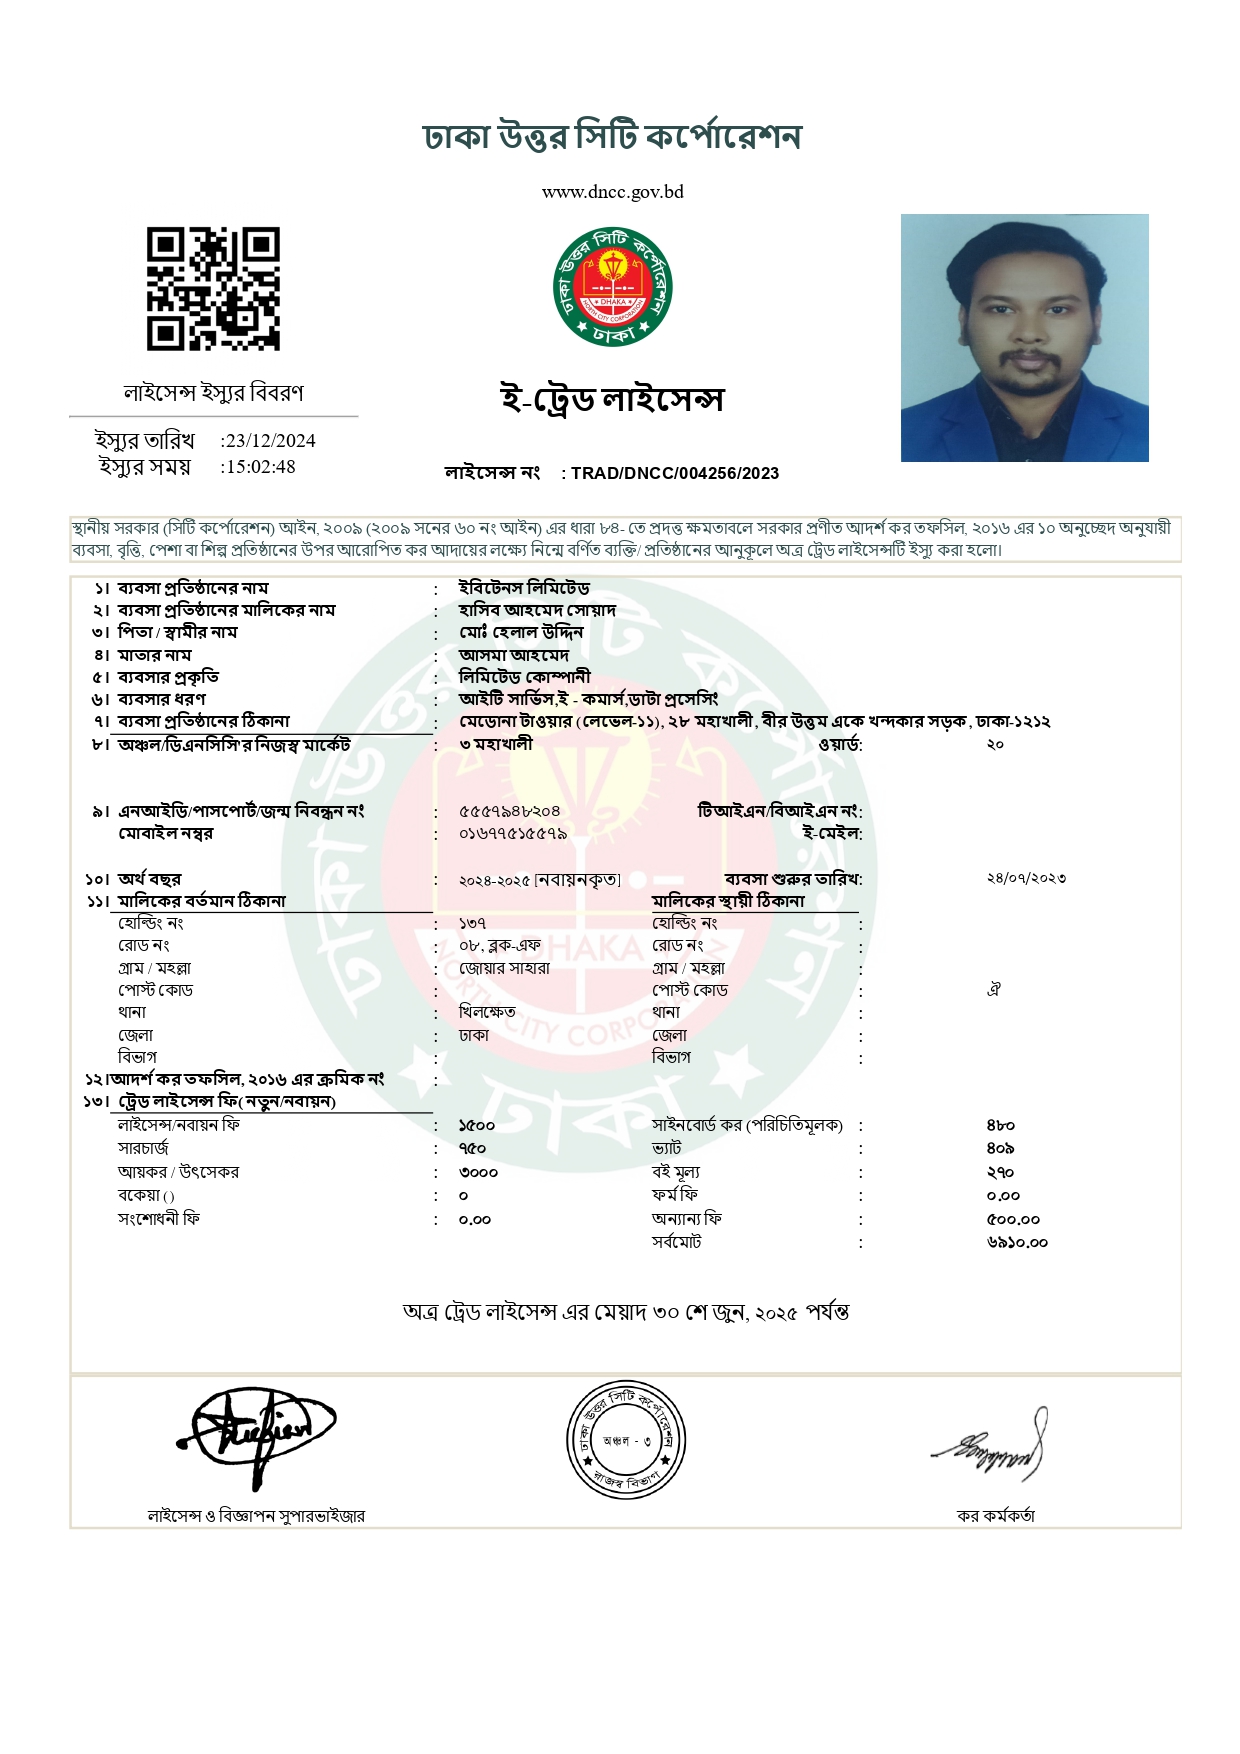 ঢাকা উত্তর সিটি কর্পোরেশন
www.dncc.gov.bd
ঢাকা উত্তর সিটি কর্পোরেশন
DHAKA
NORTH CITY CORPORATION
ঢাকা
লাইসেন্স ইস্যুর বিবরণ
ই-ট্রেড লাইসেন্স
ইস্যুর তারিখ :23/12/2024
ইস্যুর সময় :15:02:48
লাইসেন্স নং : TRAD/DNCC/004256/2023
স্থানীয় সরকার (সিটি কর্পোরেশন) আইন, ২০০৯ (২০০৯ সনের ৬০ নং আইন) এর ধারা ৮৪- তে প্রদত্ত ক্ষমতাবলে সরকার প্রণীত আদর্শ কর তফসিল, ২০১৬ এর ১০ অনুচ্ছেদ অনুযায়ী
ব্যবসা, বৃত্তি, পেশা বা শিল্প প্রতিষ্ঠানের উপর আরোপিত কর আদায়ের লক্ষ্যে নিম্নে বর্ণিত ব্যক্তি/ প্রতিষ্ঠানের আনুকূলে অত্র ট্রেড লাইসেন্সটি ইস্যু করা হলো।
১। ব্যবসা প্রতিষ্ঠানের নাম : ইবিটেনস লিমিটেড
২। ব্যবসা প্রতিষ্ঠানের মালিকের নাম : হাসিব আহমেদ সোয়াদ
৩। পিতা / স্বামীর নাম : মোঃ হেলাল উদ্দিন
৪। মাতার নাম : আসমা আহমেদ
৫। ব্যবসার প্রকৃতি : লিমিটেড কোম্পানী
৬। ব্যবসার ধরণ : আইটি সার্ভিস,ই - কমার্স,ডাটা প্রসেসিং
৭। ব্যবসা প্রতিষ্ঠানের ঠিকানা : মেডোনা টাওয়ার (লেভেল-১১), ২৮ মহাখালী, বীর উত্তম একে খন্দকার সড়ক, ঢাকা-১২১২
৮। অঞ্চল/ডিএনসিসি'র নিজস্ব মার্কেট : ৩ মহাখালী ওয়ার্ড: ২০
৯। এনআইডি/পাসপোর্ট/জন্ম নিবন্ধন নং : ৫৫৫৭৯৪৮২০৪ টিআইএন/বিআইএন নং:
মোবাইল নম্বর : ০১৬৭৭৫১৫৫৭৯ ই-মেইল:
১০। অর্থ বছর : ২০২৪-২০২৫ [নবায়নকৃত] ব্যবসা শুরুর তারিখ: ২৪/০৭/২০২৩
১১। মালিকের বর্তমান ঠিকানা মালিকের স্থায়ী ঠিকানা
হোল্ডিং নং : ১৩৭ হোল্ডিং নং :
রোড নং : ০৮, ব্লক-এফ রোড নং :
গ্রাম / মহল্লা : জোয়ার সাহারা গ্রাম / মহল্লা :
পোস্ট কোড : পোস্ট কোড : ঐ
থানা : খিলক্ষেত থানা :
জেলা : ঢাকা জেলা :
বিভাগ : বিভাগ :
১২। আদর্শ কর তফসিল, ২০১৬ এর ক্রমিক নং :
১৩। ট্রেড লাইসেন্স ফি( নতুন/নবায়ন)
লাইসেন্স/নবায়ন ফি : ১৫০০ সাইনবোর্ড কর (পরিচিতিমূলক) : ৪৮০
সারচার্জ : ৭৫০ ভ্যাট : ৪০৯
আয়কর / উৎসেকর : ৩০০০ বই মূল্য : ২৭০
বকেয়া () : ০ ফর্ম ফি : ০.০০
সংশোধনী ফি : ০.০০ অন্যান্য ফি : ৫০০.০০
সর্বমোট : ৬৯১০.০০
অত্র ট্রেড লাইসেন্স এর মেয়াদ ৩০ শে জুন, ২০২৫ পর্যন্ত
ঢাকা উত্তর সিটি কর্পোরেশন
অঞ্চল - ৩
রাজস্ব বিভাগ
লাইসেন্স ও বিজ্ঞাপন সুপারভাইজার কর কর্মকর্তা